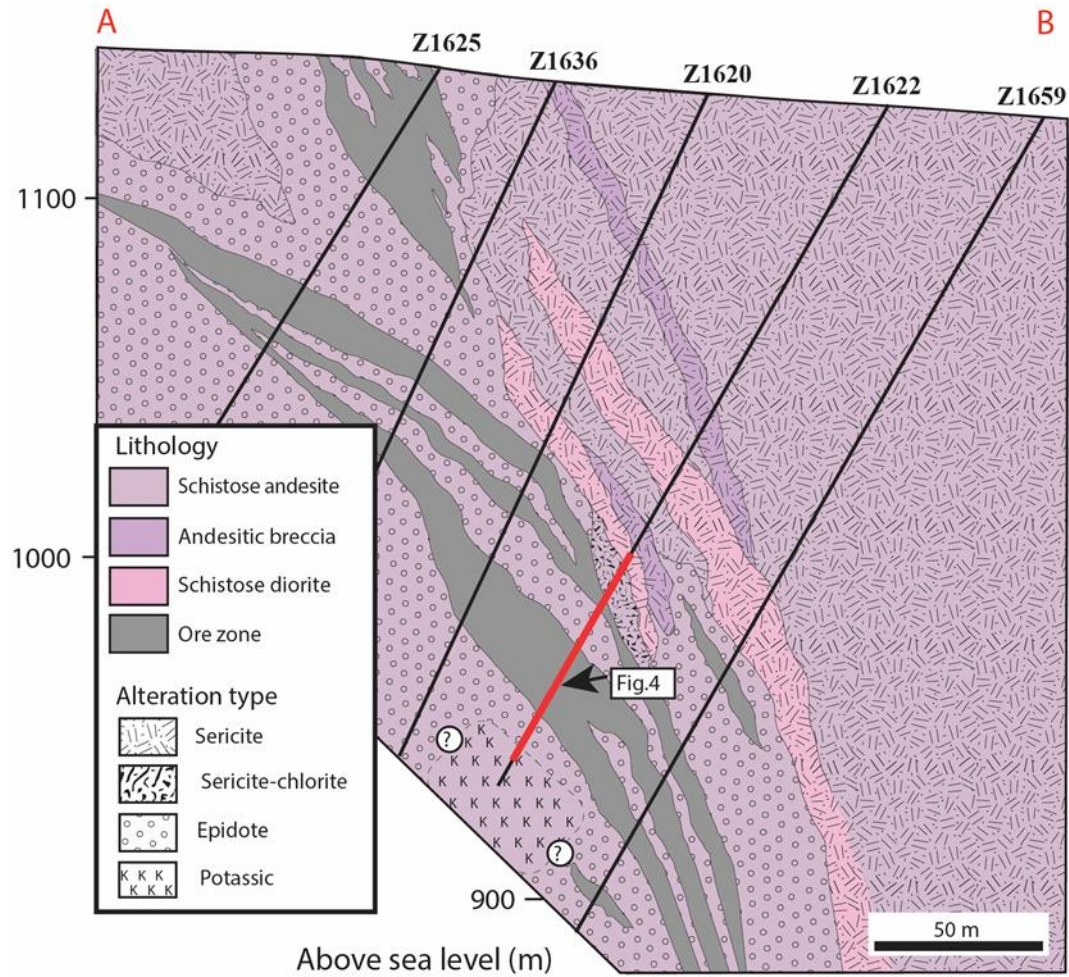 A
B
Z1625
Z1636
Z1620
Z1622
Z1659
1100
1000
900
Lithology
Schistose andesite
Andesitic breccia
Schistose diorite
Ore zone
Alteration type
Sericite
Sericite-chlorite
Epidote
K K K
K K K
Potassic
Fig.4
?
K
K K
K K K K K
K K K K K
K K K K K K
K K K K K
K K K K
K K
?
50 m
Above sea level (m)